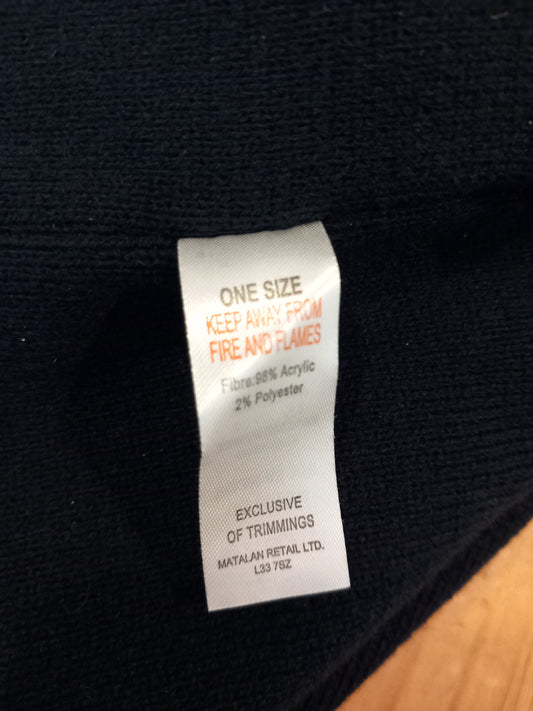 ONE SIZE
KEEP AWAY FROM
FIRE AND FLAMES
Fibre:98% Acrylic
2% Polyester
EXCLUSIVE
OF TRIMMINGS
MATALAN RETAIL LTD.
L33 7SZ